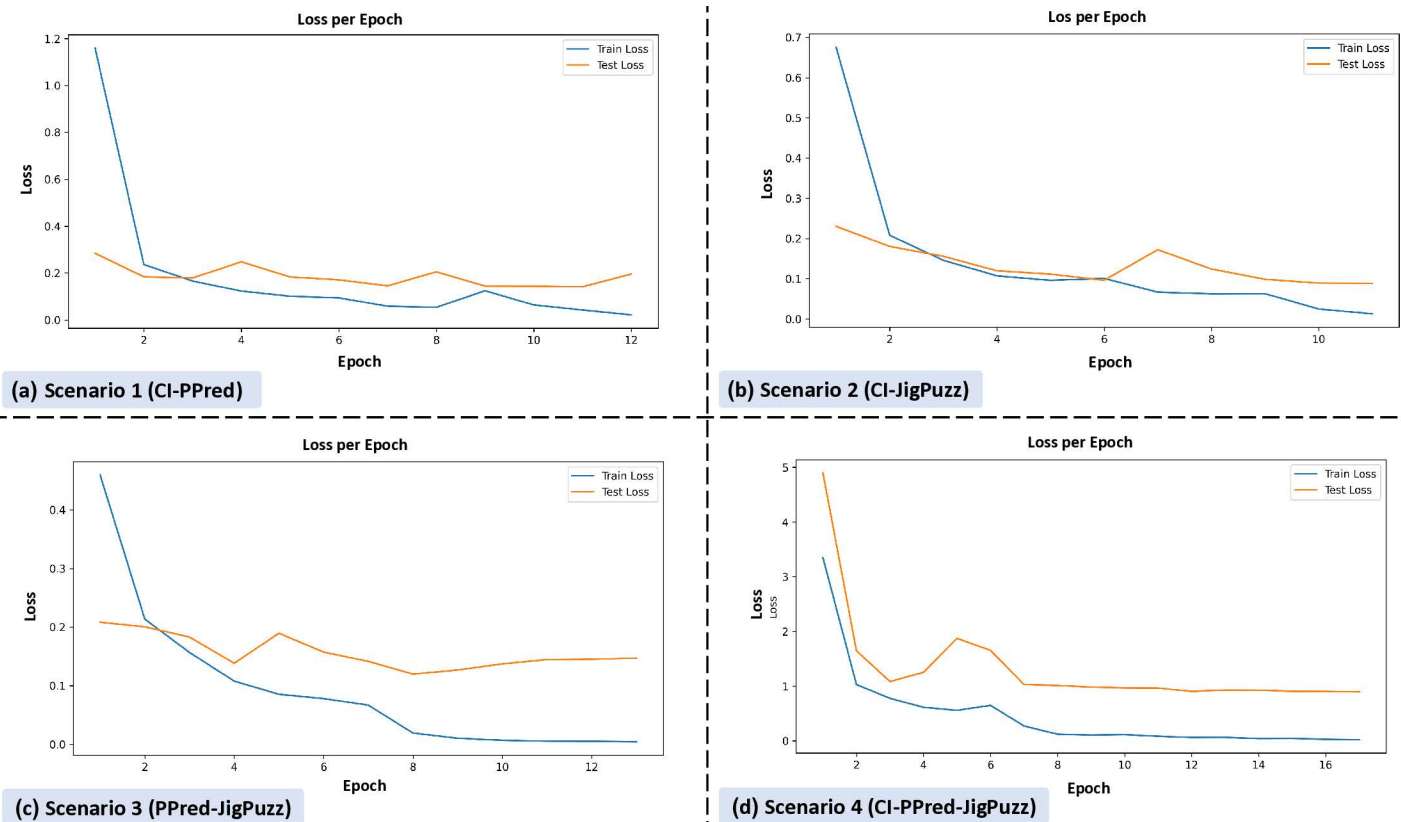 Loss per Epoch
1.2
1.0
0.8
0.6
0.4
0.2
0.0
Loss
Train Loss
Test Loss
2 4 6 8 10 12
Epoch
(a) Scenario 1 (CI-PPred)
Los per Epoch
0.7
0.6
0.5
0.4
0.3
0.2
0.1
0.0
Loss
Train Loss
Test Loss
2 4 6 8 10
Epoch
(b) Scenario 2 (CI-JigPuzz)
Loss per Epoch
0.4
0.3
0.2
0.1
0.0
Loss
Train Loss
Test Loss
2 4 6 8 10 12
Epoch
(c) Scenario 3 (PPred-JigPuzz)
Loss per Epoch
5
4
3
2
1
0
Loss
Loss
Train Loss
Test Loss
2 4 6 8 10 12 14 16
Epoch
(d) Scenario 4 (CI-PPred-JigPuzz)